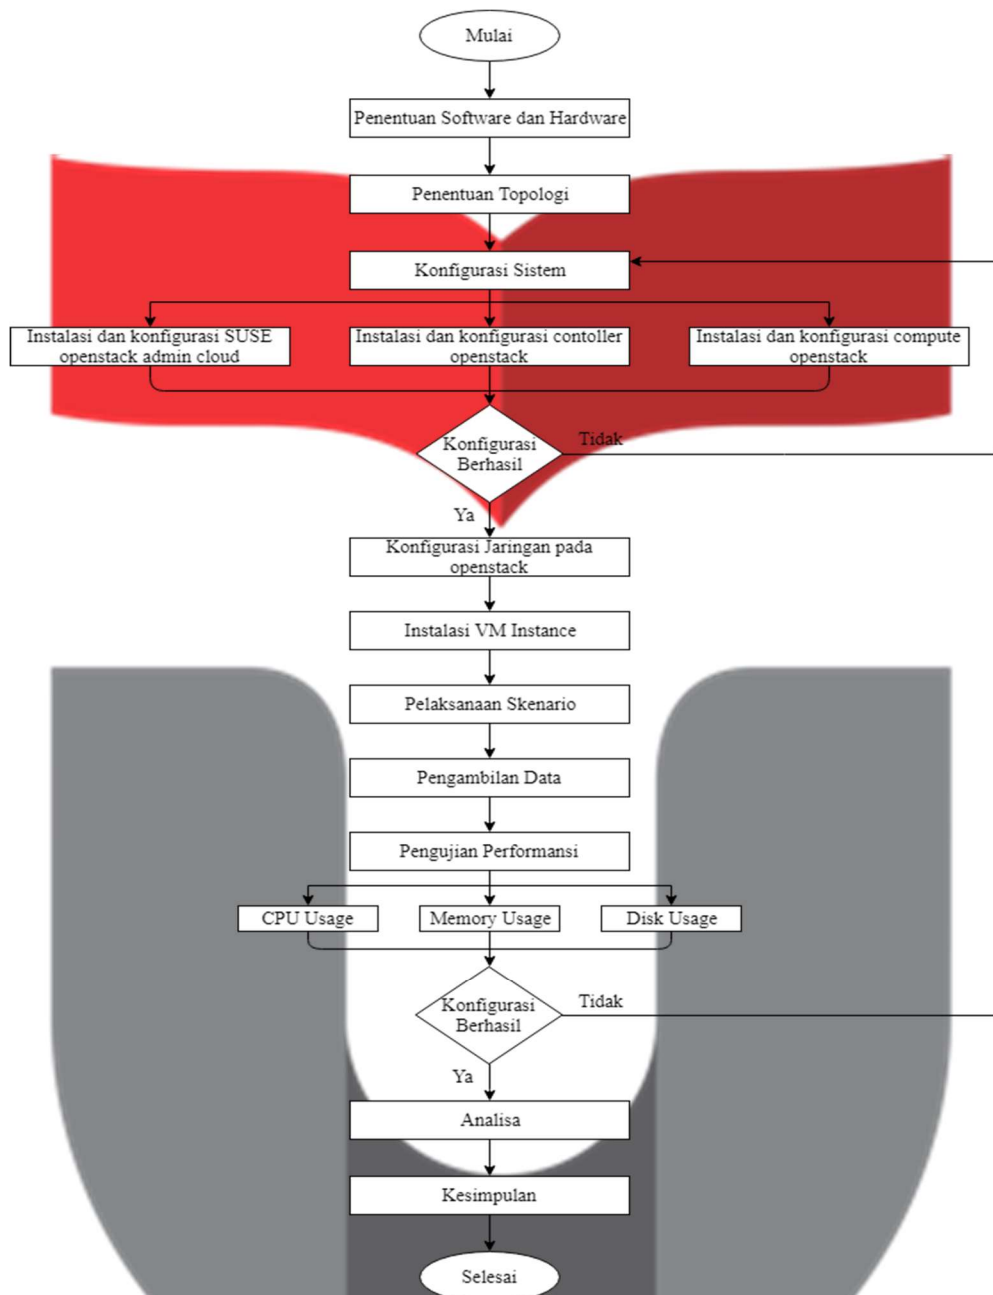 Mulai
Penentuan Software dan Hardware
Penentuan Topologi
Konfigurasi Sistem
Instalasi dan konfigurasi SUSE
openstack admin cloud
Instalasi dan konfigurasi contoller
openstack
Instalasi dan konfigurasi compute
openstack
Konfigurasi
Berhasil
Tidak
Ya
Konfigurasi Jaringan pada
openstack
Instalasi VM Instance
Pelaksanaan Skenario
Pengambilan Data
Pengujian Performansi
CPU Usage
Memory Usage
Disk Usage
Konfigurasi
Berhasil
Tidak
Ya
Analisa
Kesimpulan
Selesai